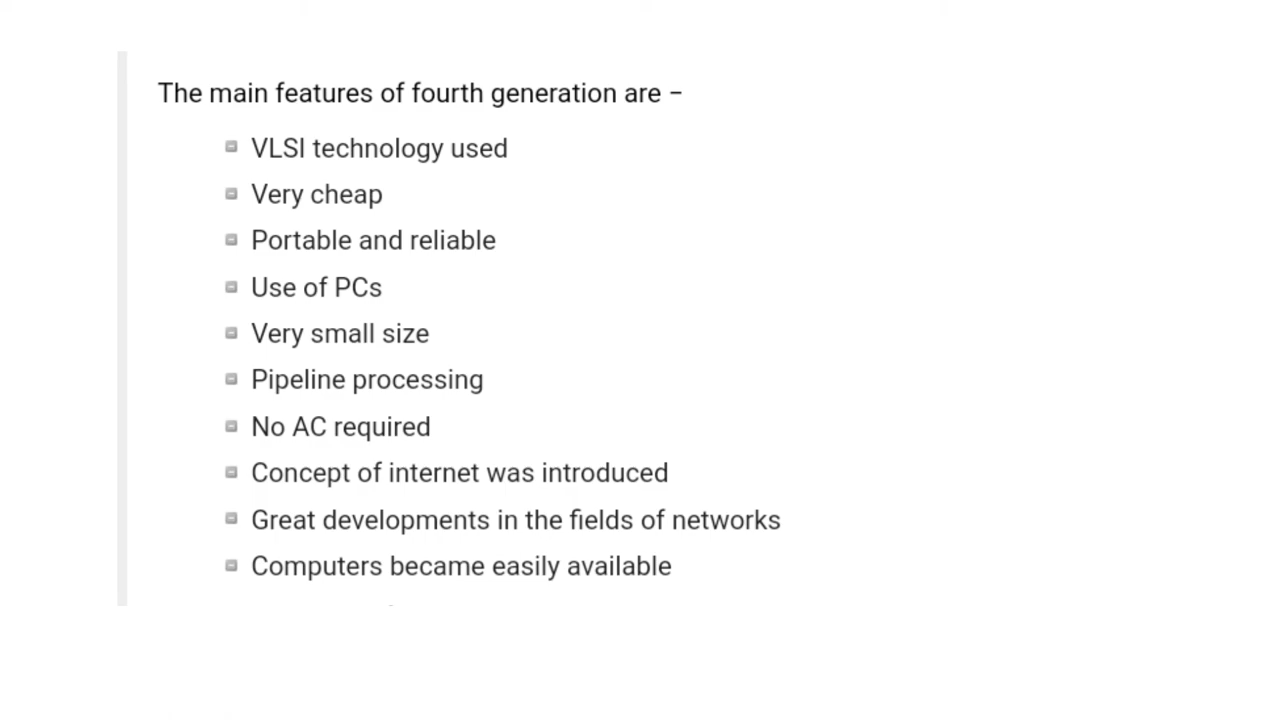 The main features of fourth generation are −
VLSI technology used
Very cheap
Portable and reliable
Use of PCs
Very small size
Pipeline processing
No AC required
Concept of internet was introduced
Great developments in the fields of networks
Computers became easily available